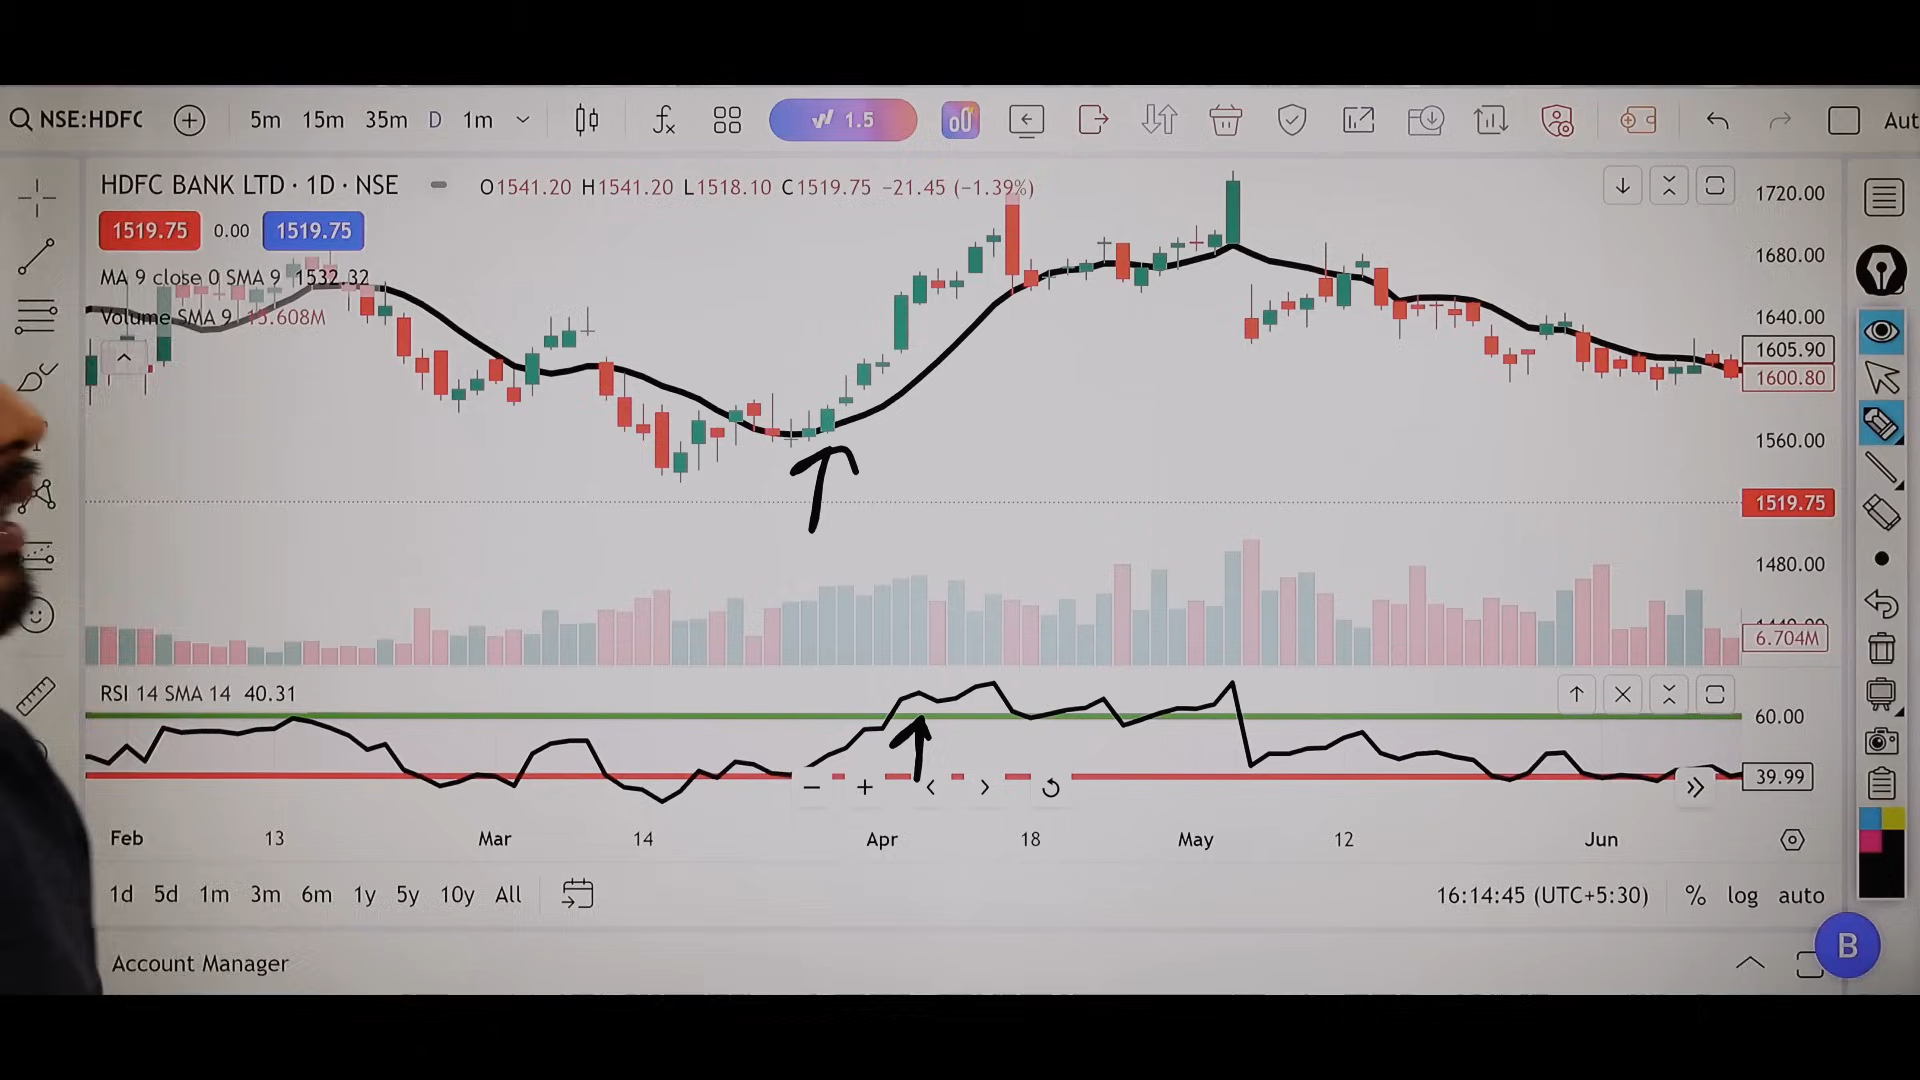 NSE:HDFC 5m 15m 35m D 1m 1.5 Aut
HDFC BANK LTD · 1D · NSE O1541.20 H1541.20 L1518.10 C1519.75 −21.45 (−1.39%)
1519.75 0.00 1519.75
MA 9 close 0 SMA 9 1532.32
Volume SMA 9 15.608M
1720.00
1680.00
1640.00
1605.90
1600.80
1560.00
1519.75
1480.00
6.704M
RSI 14 SMA 14 40.31
60.00
39.99
Feb 13 Mar 14 Apr 18 May 12 Jun
1d 5d 1m 3m 6m 1y 5y 10y All 16:14:45 (UTC+5:30) % log auto
B
Account Manager